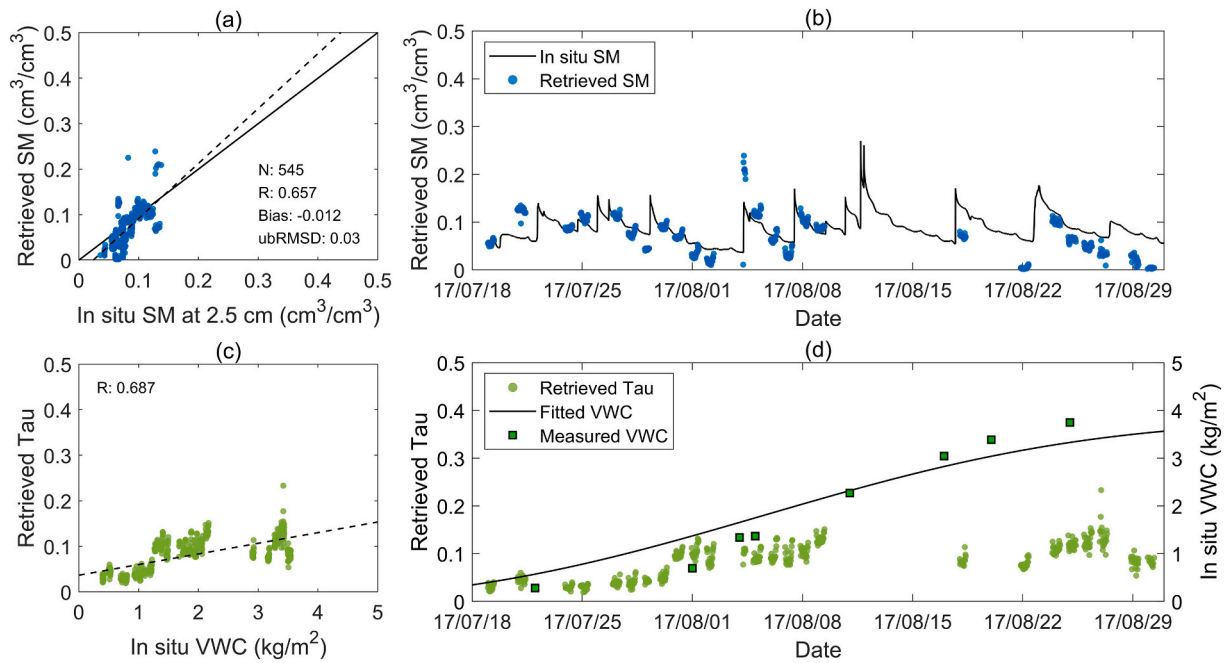 (a)
0.5
0.4
0.3
0.2
0.1
0
Retrieved SM (cm³/cm³)
N: 545
R: 0.657
Bias: -0.012
ubRMSD: 0.03
0 0.1 0.2 0.3 0.4 0.5
In situ SM at 2.5 cm (cm³/cm³)
(b)
0.5
0.4
0.3
0.2
0.1
0
Retrieved SM (cm³/cm³)
In situ SM
Retrieved SM
17/07/18 17/07/25 17/08/01 17/08/08 17/08/15 17/08/22 17/08/29
Date
(c)
0.5
0.4
0.3
0.2
0.1
0
Retrieved Tau
R: 0.687
0 1 2 3 4 5
In situ VWC (kg/m²)
(d)
0.5
0.4
0.3
0.2
0.1
0
Retrieved Tau
Retrieved Tau
Fitted VWC
Measured VWC
5
4
3
2
1
0
In situ VWC (kg/m²)
17/07/18 17/07/25 17/08/01 17/08/08 17/08/15 17/08/22 17/08/29
Date